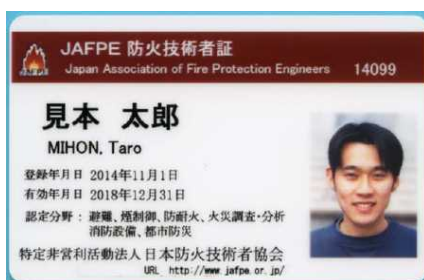 JAFPE 防火技術者証
Japan Association of Fire Protection Engineers 14099
見本 太郎
MIHON, Taro
登録年月日 2014年11月1日
有効年月日 2018年12月31日
認定分野：避難、煙制御、防耐火、火災調査・分析
消防設備、都市防災
特定非営利活動法人日本防火技術者協会
URL http://www.jafpe.or.jp/